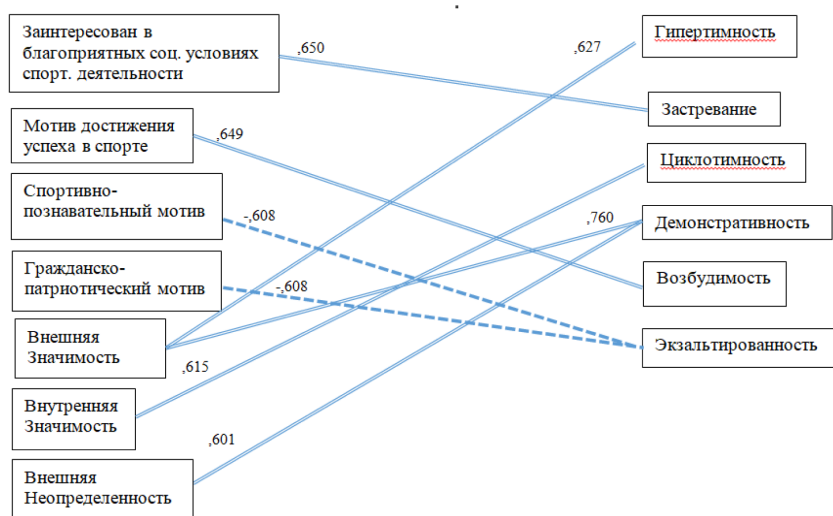 Заинтересован в
благоприятных соц. условиях
спорт. деятельности
,650
,627
Гипертимность
Застревание
Мотив достижения
успеха в спорте
,649
Циклотимность
Спортивно-
познавательный мотив
-,608
,760
Демонстративность
Гражданско-
патриотический мотив
-,608
Возбудимость
Внешняя
Значимость
Экзальтированность
,615
Внутренняя
Значимость
,601
Внешняя
Неопределенность